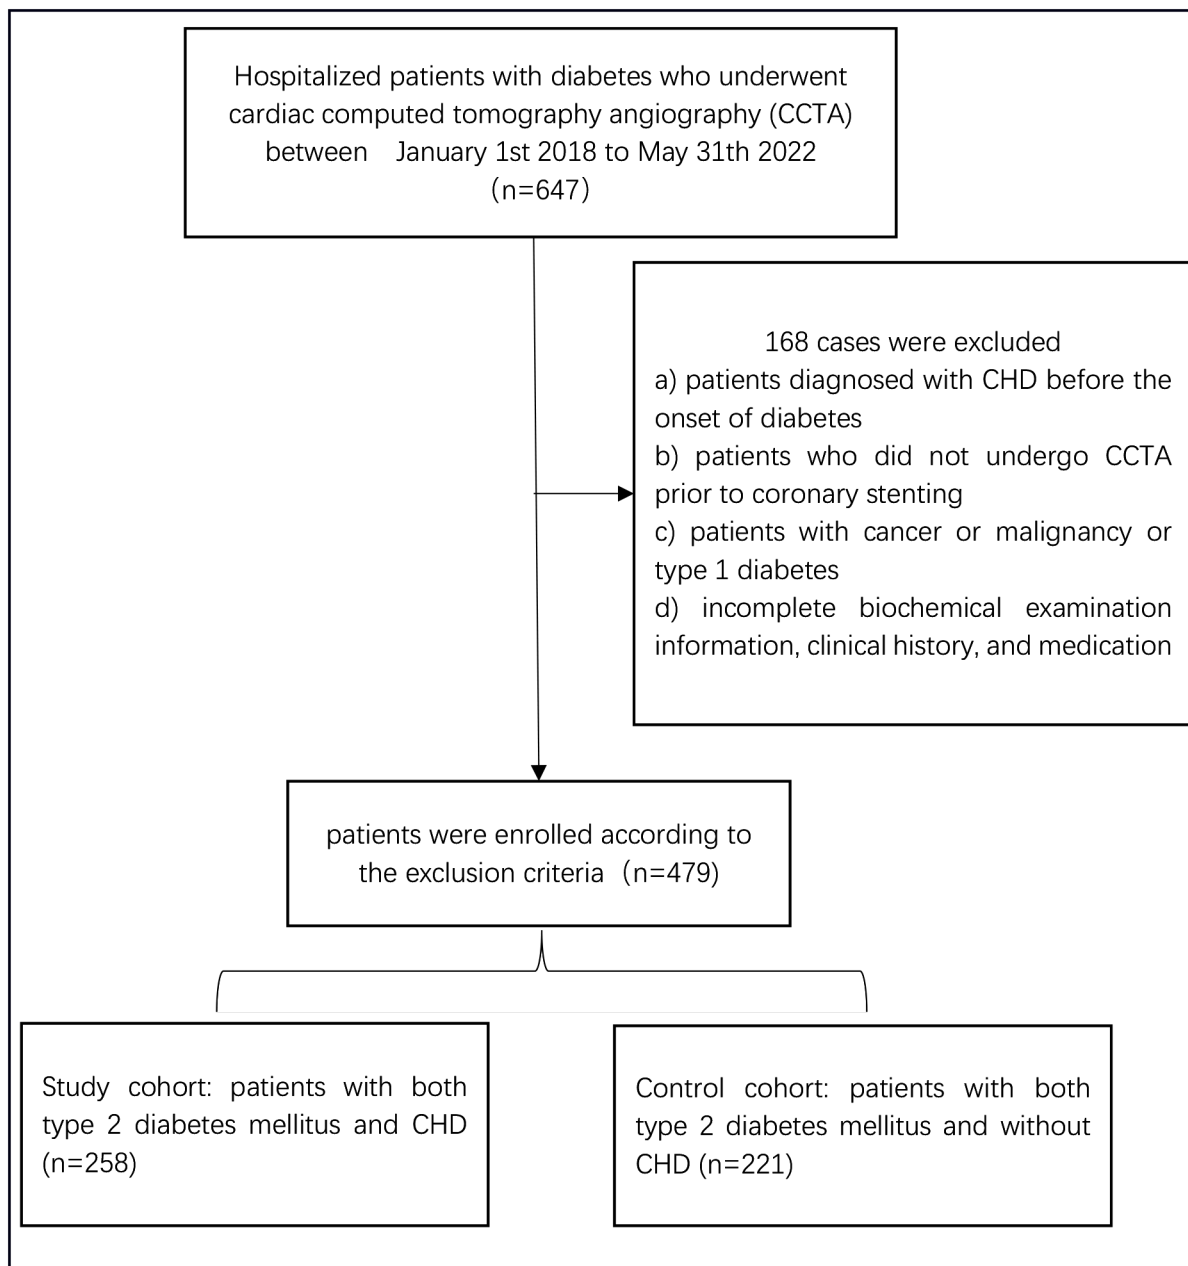 Hospitalized patients with diabetes who underwent
cardiac computed tomography angiography (CCTA)
between January 1st 2018 to May 31th 2022
(n=647)
168 cases were excluded
a) patients diagnosed with CHD before the
onset of diabetes
b) patients who did not undergo CCTA
prior to coronary stenting
c) patients with cancer or malignancy or
type 1 diabetes
d) incomplete biochemical examination
information, clinical history, and medication
patients were enrolled according to
the exclusion criteria（n=479)
Study cohort: patients with both
type 2 diabetes mellitus and CHD
(n=258)
Control cohort: patients with both
type 2 diabetes mellitus and without
CHD (n=221)